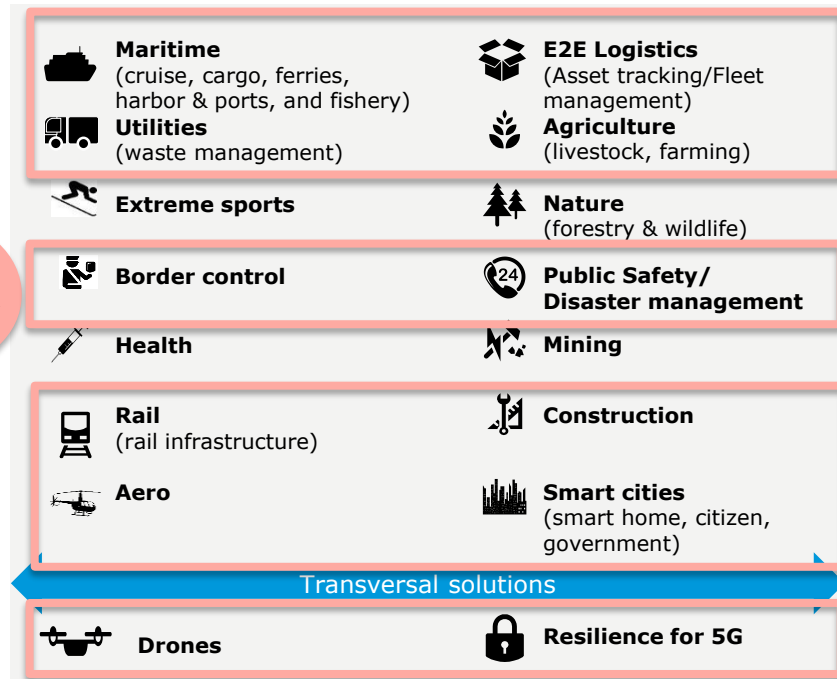 Maritime
(cruise, cargo, ferries,
harbor & ports, and fishery)
E2E Logistics
(Asset tracking/Fleet
management)
Utilities
(waste management)
Agriculture
(livestock, farming)
Extreme sports
Nature
(forestry & wildlife)
Border control
24
Public Safety/
Disaster management
Health
Mining
Rail
(rail infrastructure)
Construction
Aero
Smart cities
(smart home, citizen,
government)
Transversal solutions
Drones
Resilience for 5G